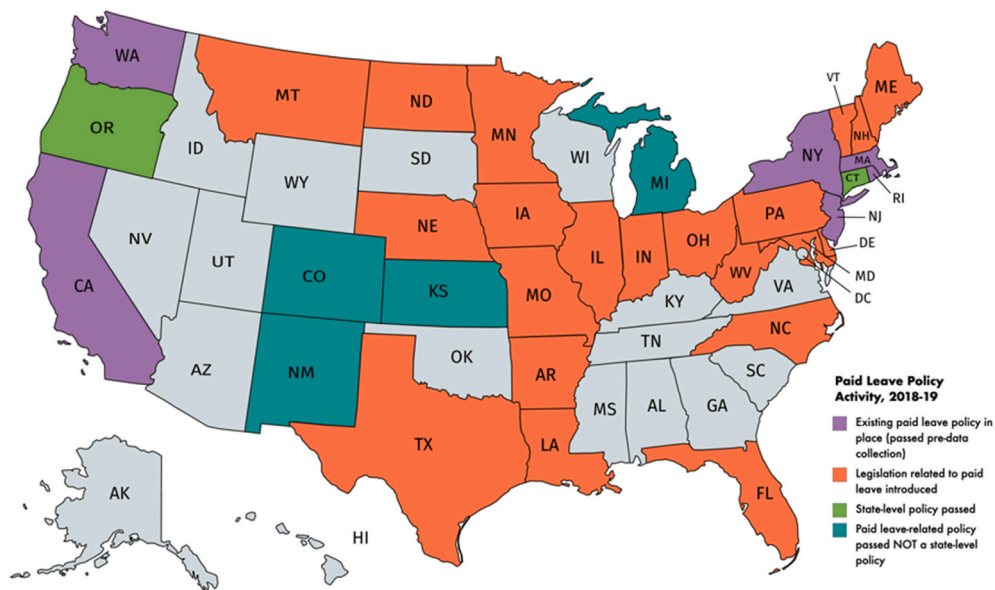 WA
OR
CA
ID
NV
MT
WY
UT
AZ
CO
NM
ND
SD
NE
KS
OK
TX
MN
IA
MO
AR
LA
WI
IL
MI
IN
OH
KY
TN
MS
AL
GA
FL
SC
NC
VA
WV
PA
NY
VT
NH
ME
MA
CT
RI
NJ
DE
MD
DC
AK
HI
Paid Leave Policy
Activity, 2018-19
Existing paid leave policy in
place (passed pre-data
collection)
Legislation related to paid
leave introduced
State-level policy passed
Paid leave-related policy
passed NOT a state-level
policy